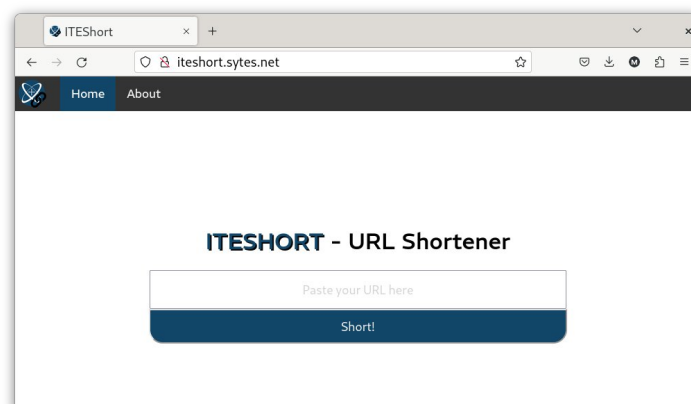 ITEShort
iteshort.sytes.net
Home About
ITESHORT - URL Shortener
Paste your URL here
Short!